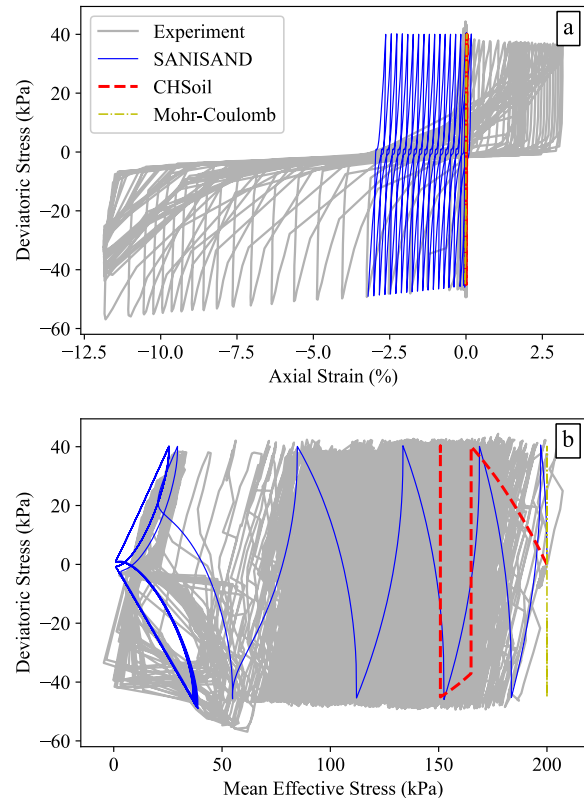 a
Experiment
SANISAND
CHSoil
Mohr-Coulomb
Deviatoric Stress (kPa)
40
20
0
−20
−40
−60
−12.5 −10.0 −7.5 −5.0 −2.5 0.0 2.5
Axial Strain (%)
b
Deviatoric Stress (kPa)
40
20
0
−20
−40
−60
0 50 100 150 200
Mean Effective Stress (kPa)